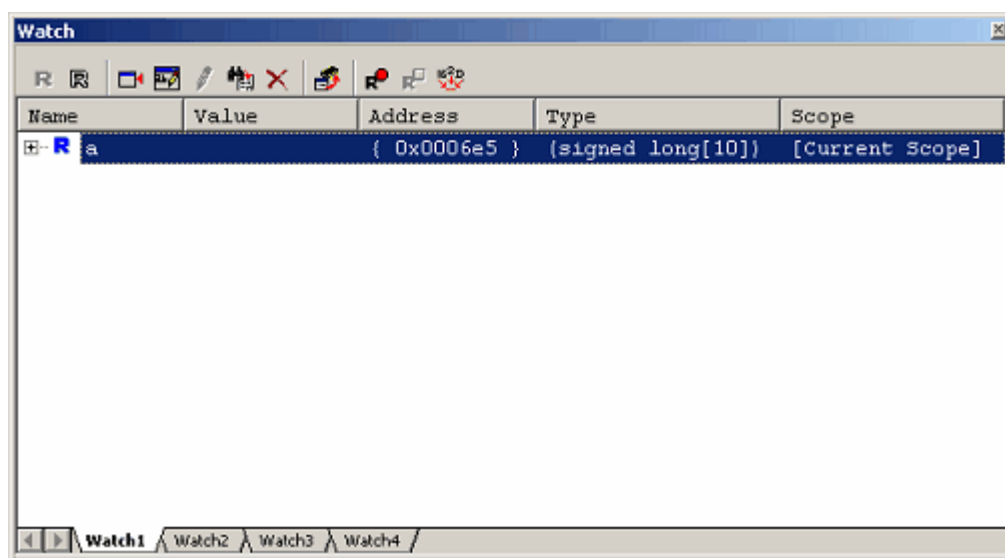 Watch
Name Value Address Type Scope
R a { 0x0006e5 } (signed long[10]) [Current Scope]
Watch1 Watch2 Watch3 Watch4